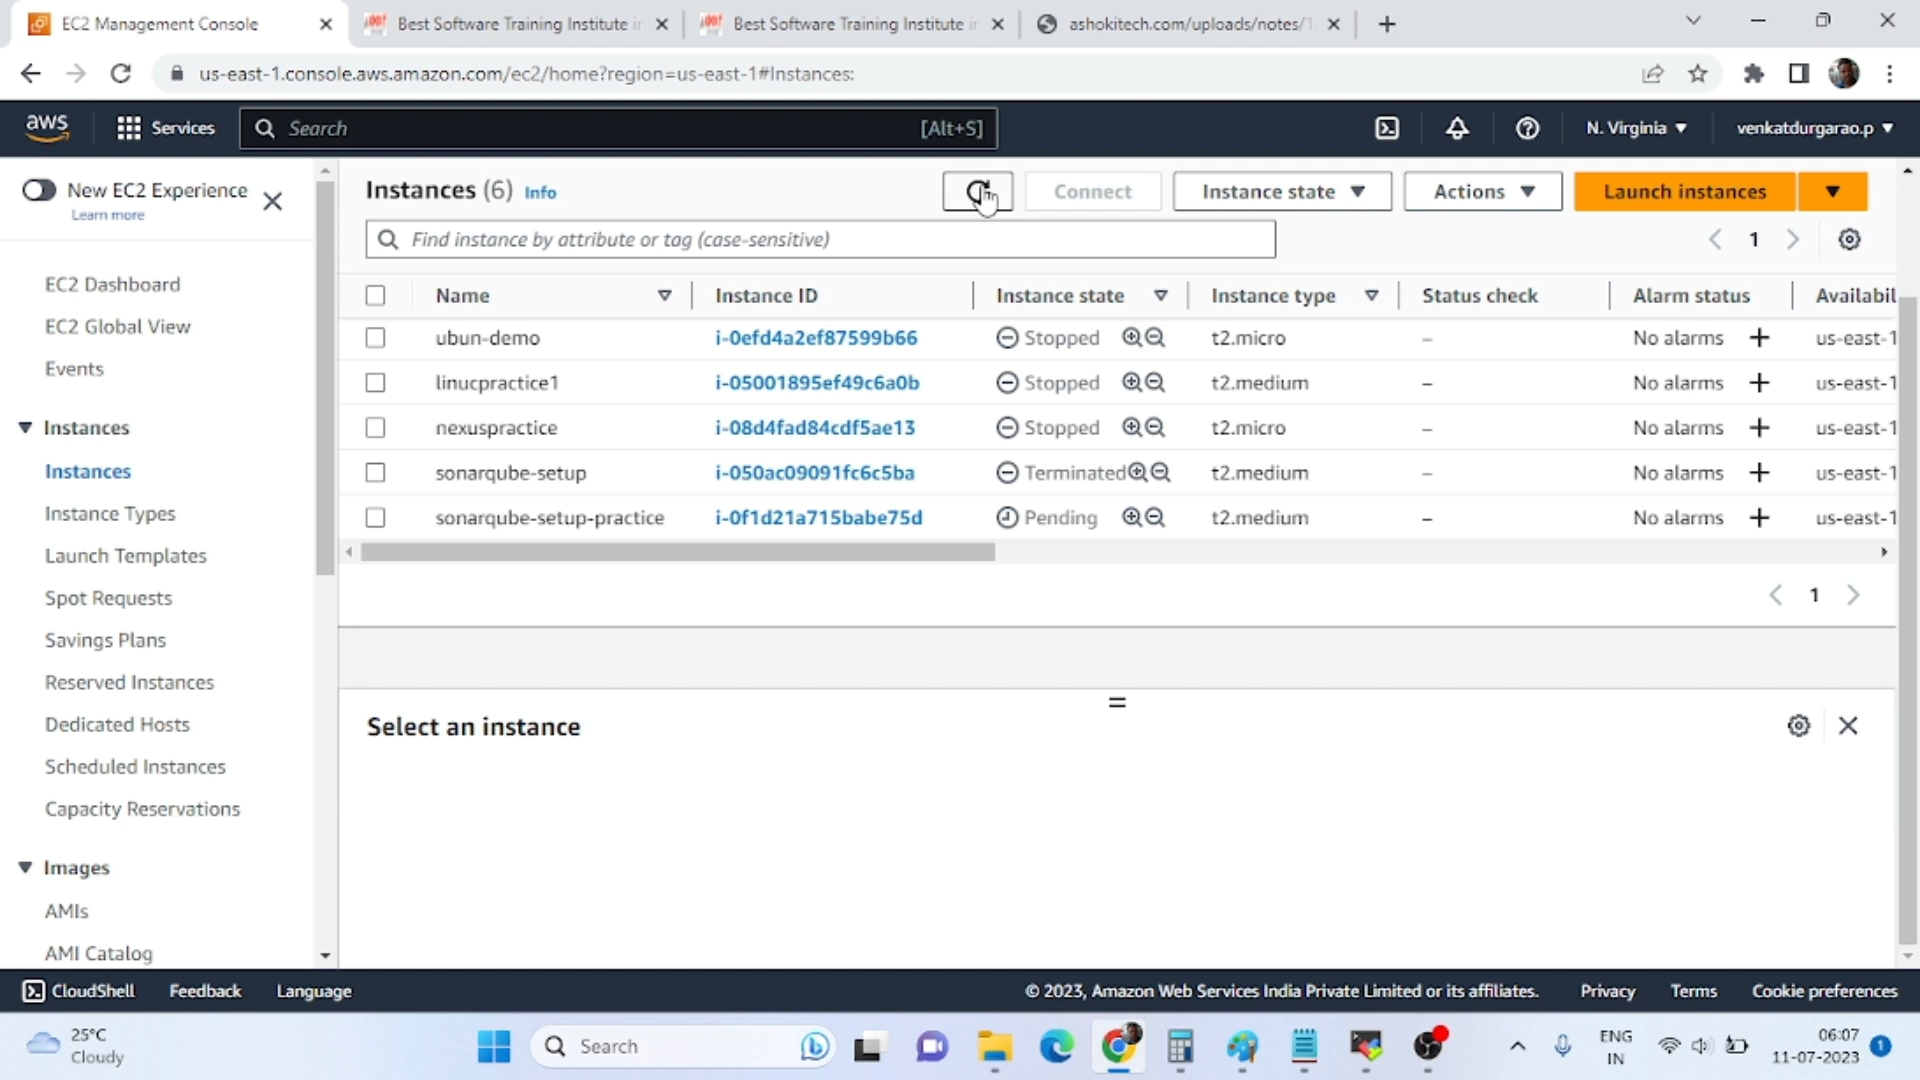 EC2 Management Console
Best Software Training Institute in
Best Software Training Institute in
ashokitech.com/uploads/notes/1
us-east-1.console.aws.amazon.com/ec2/home?region=us-east-1#Instances:
aws
Services
Search
[Alt+S]
N. Virginia
venkatdurgarao.p
New EC2 Experience
Learn more
EC2 Dashboard
EC2 Global View
Events
Instances
Instances
Instance Types
Launch Templates
Spot Requests
Savings Plans
Reserved Instances
Dedicated Hosts
Scheduled Instances
Capacity Reservations
Images
AMIs
AMI Catalog
Instances (6) Info
Connect
Instance state
Actions
Launch instances
Find instance by attribute or tag (case-sensitive)
1
Name Instance ID Instance state Instance type Status check Alarm status Availabil
ubun-demo i-0efd4a2ef87599b66 Stopped t2.micro – No alarms + us-east-1
linucpractice1 i-05001895ef49c6a0b Stopped t2.medium – No alarms + us-east-1
nexuspractice i-08d4fad84cdf5ae13 Stopped t2.micro – No alarms + us-east-1
sonarqube-setup i-050ac09091fc6c5ba Terminated t2.medium – No alarms + us-east-1
sonarqube-setup-practice i-0f1d21a715babe75d Pending t2.medium – No alarms + us-east-1
1
Select an instance
CloudShell Feedback Language
© 2023, Amazon Web Services India Private Limited or its affiliates. Privacy Terms Cookie preferences
25°C
Cloudy
Search
ENG
IN
06:07
11-07-2023
1